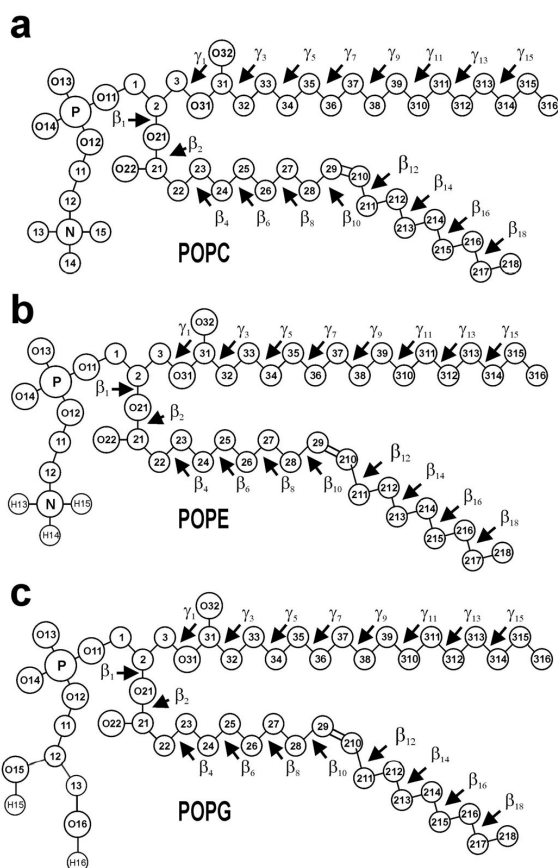 a
O32
γ1 γ3 γ5 γ7 γ9 γ11 γ13 γ15
O13 O11 1 3 31 33 35 37 39 311 313 315
P 2 O31 32 34 36 38 310 312 314 316
O14 O12 β1 O21
β2
11 O22 21 23 25 27 29 210 β12
12 22 24 26 28 211 212 β14
β4 β6 β8 β10 213 214 β16
13 N 15 215 216 β18
14 217 218
POPC
b
O32
γ1 γ3 γ5 γ7 γ9 γ11 γ13 γ15
O13 O11 1 3 31 33 35 37 39 311 313 315
P 2 O31 32 34 36 38 310 312 314 316
O14 O12 β1 O21
β2
11 O22 21 23 25 27 29 210 β12
12 22 24 26 28 211 212 β14
β4 β6 β8 β10 213 214 β16
H13 N H15 215 216 β18
H14 217 218
POPE
c
O32
γ1 γ3 γ5 γ7 γ9 γ11 γ13 γ15
O13 O11 1 3 31 33 35 37 39 311 313 315
P 2 O31 32 34 36 38 310 312 314 316
O14 O12 β1 O21
β2
11 O22 21 23 25 27 29 210 β12
12 22 24 26 28 211 212 β14
β4 β6 β8 β10 213 214 β16
O15 13 215 216 β18
H15 O16 217 218
POPG
H16